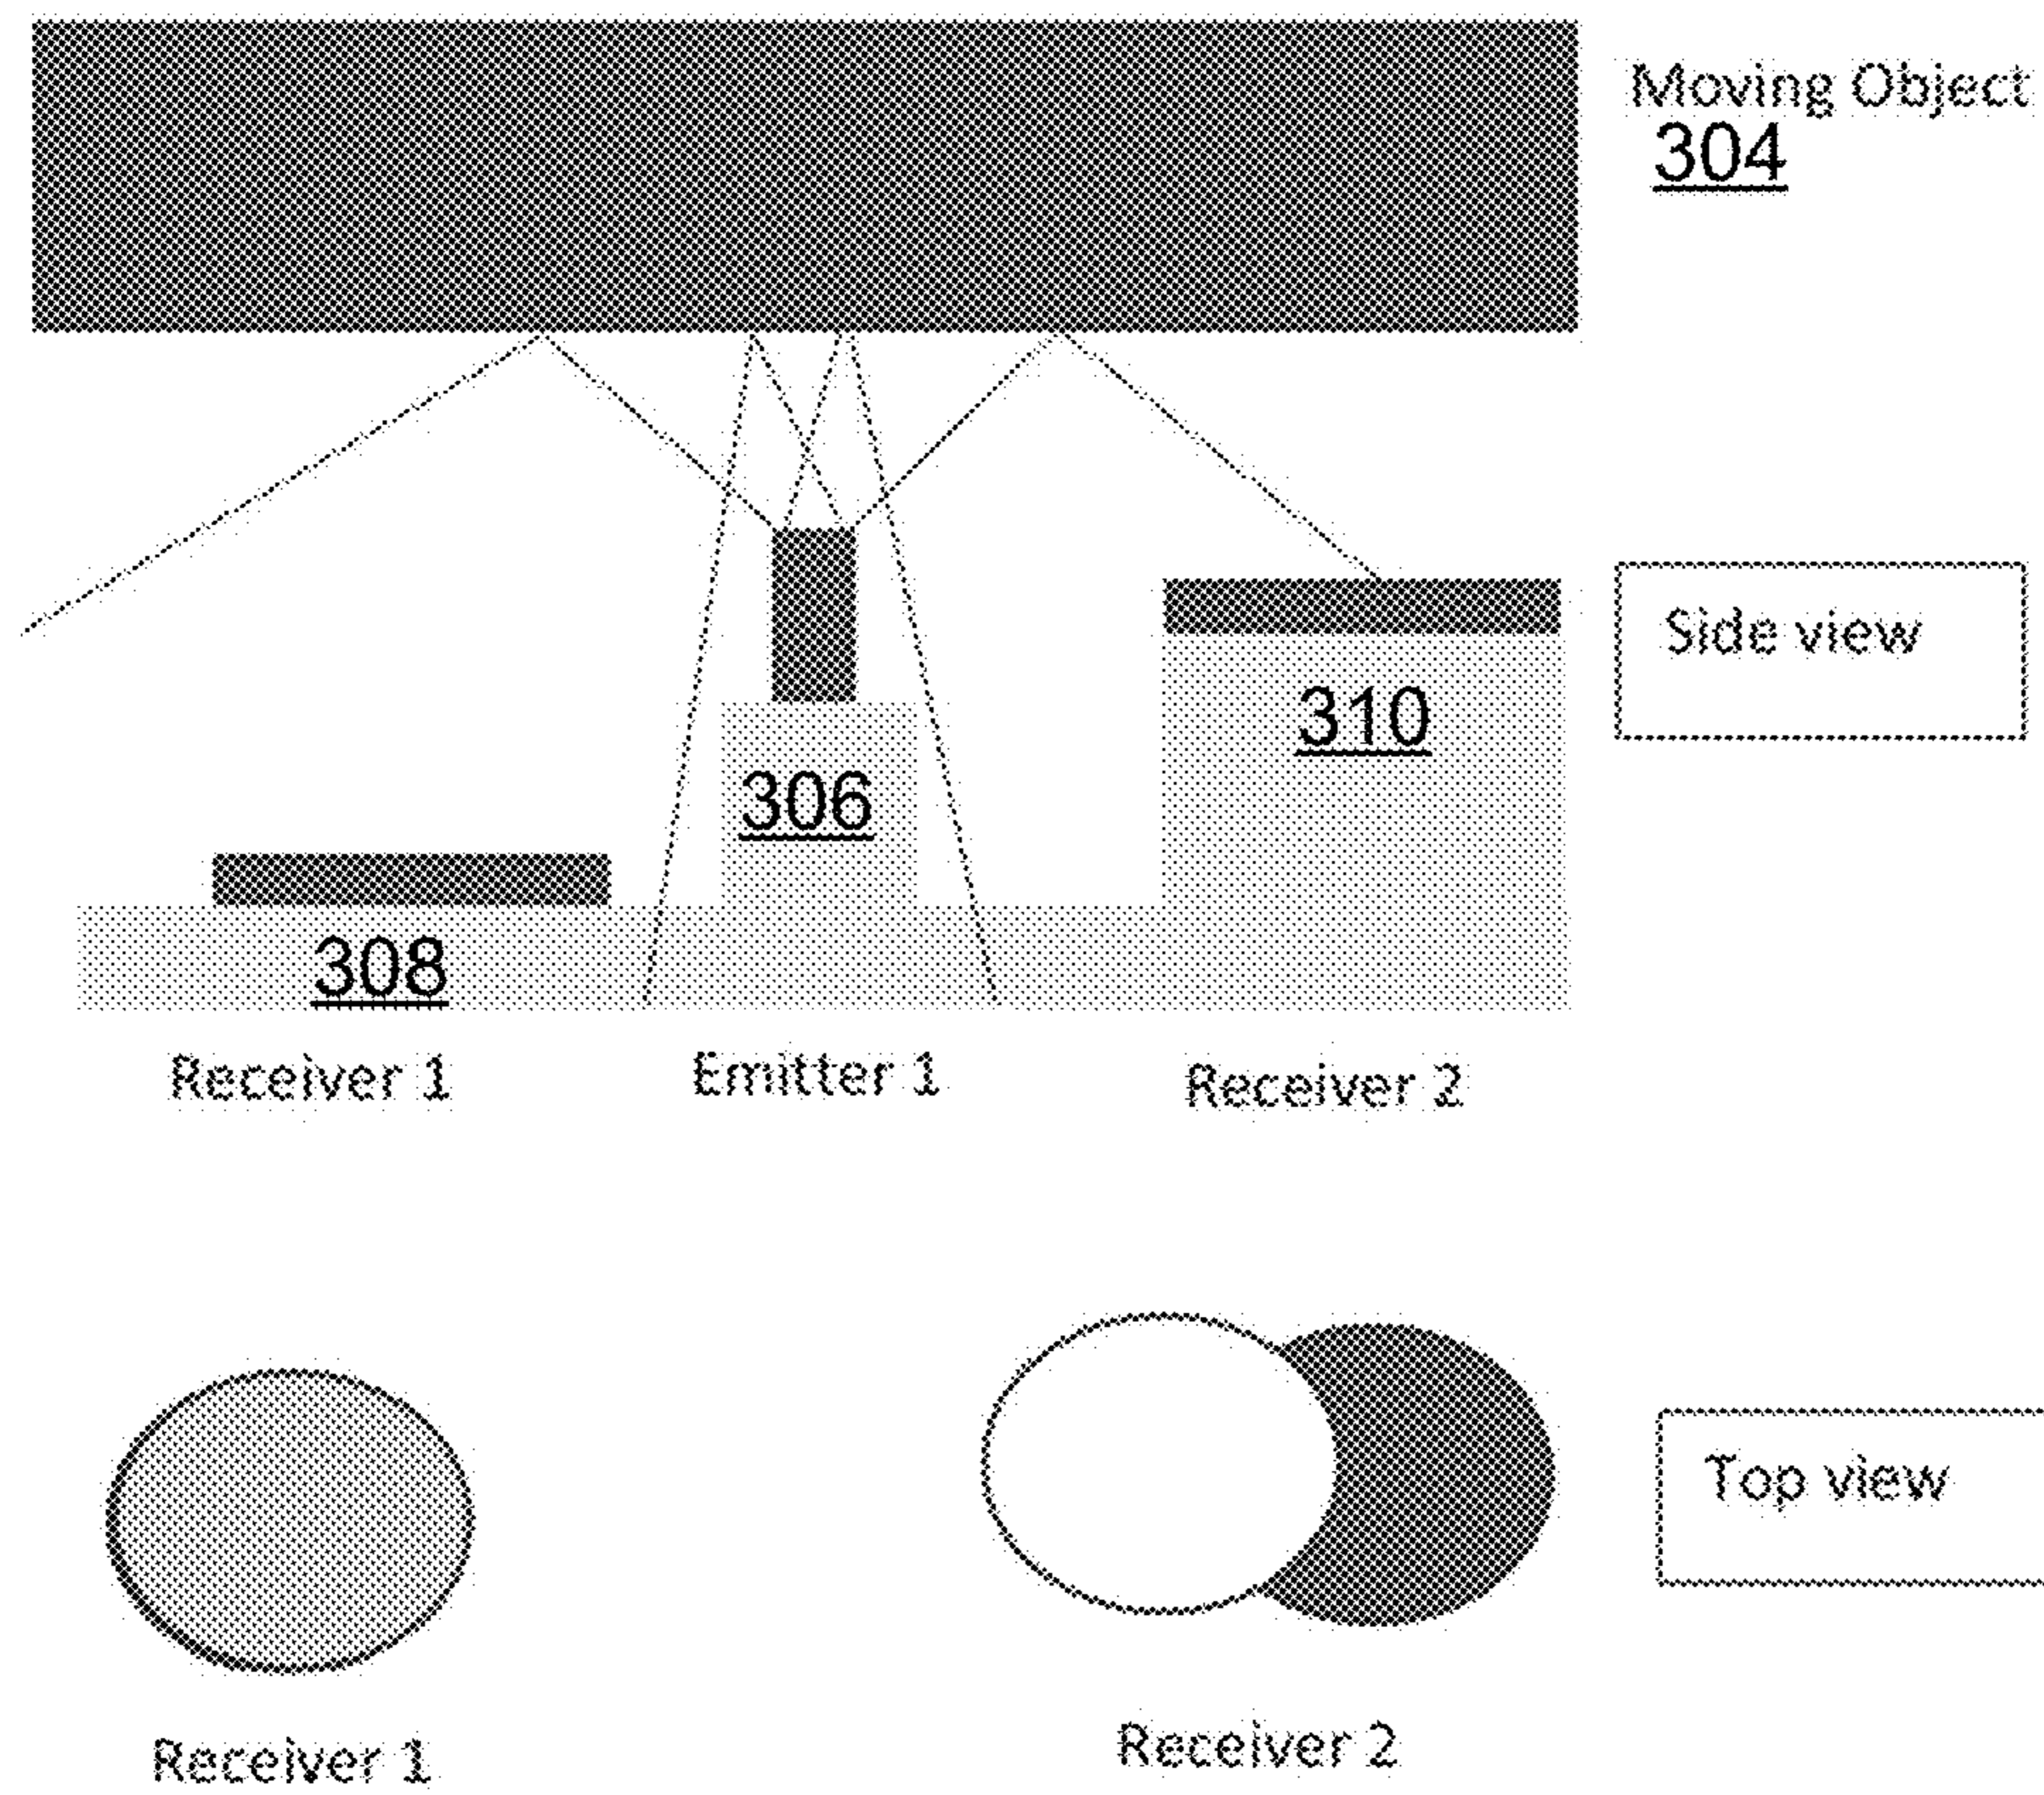 Moving Object
304
Side view
310
306
308
Receiver 1
Emitter 1
Receiver 2
Top view
Receiver 1
Receiver 2